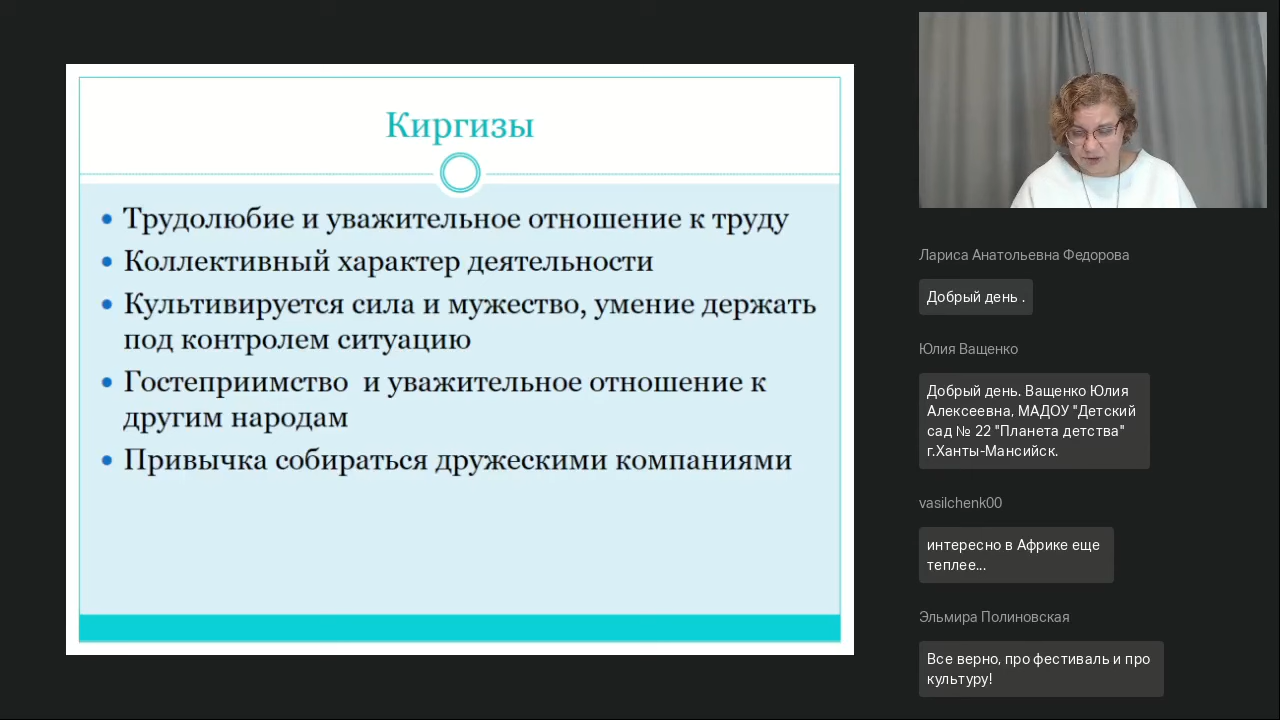 Киргизы
• Трудолюбие и уважительное отношение к труду
• Коллективный характер деятельности
• Культивируется сила и мужество, умение держать
под контролем ситуацию
• Гостеприимство и уважительное отношение к
другим народам
• Привычка собираться дружескими компаниями
Лариса Анатольевна Федорова
Добрый день .
Юлия Ващенко
Добрый день. Ващенко Юлия
Алексеевна, МАДОУ "Детский
сад № 22 "Планета детства"
г.Ханты-Мансийск.
vasilchenk00
интересно в Африке еще
теплее...
Эльмира Полиновская
Все верно, про фестиваль и про
культуру!